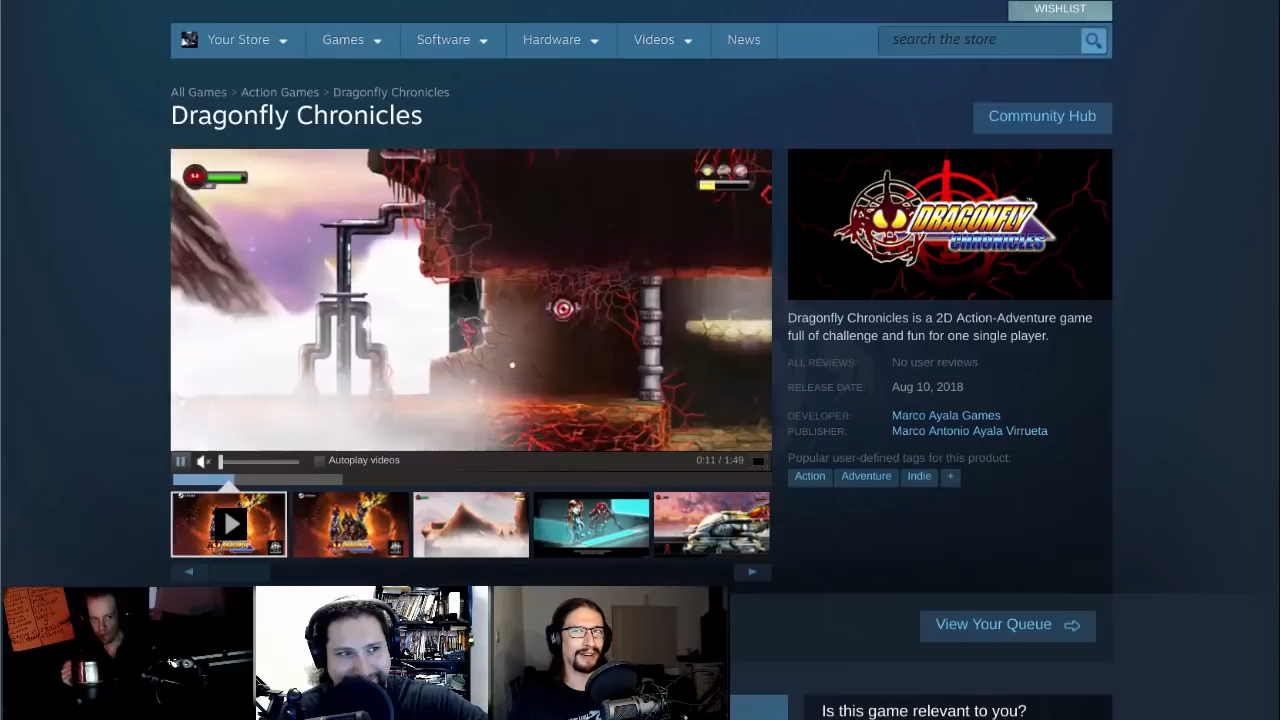 WISHLIST
Your Store
Games
Software
Hardware
Videos
News
search the store
All Games > Action Games > Dragonfly Chronicles
Dragonfly Chronicles
Community Hub
DRAGONFLY
CHRONICLES
Dragonfly Chronicles is a 2D Action-Adventure game
full of challenge and fun for one single player.
ALL REVIEWS: No user reviews
RELEASE DATE: Aug 10, 2018
DEVELOPER: Marco Ayala Games
PUBLISHER: Marco Antonio Ayala Virrueta
Popular user-defined tags for this product:
Action Adventure Indie +
Autoplay videos
0:11 / 1:49
View Your Queue
Is this game relevant to you?